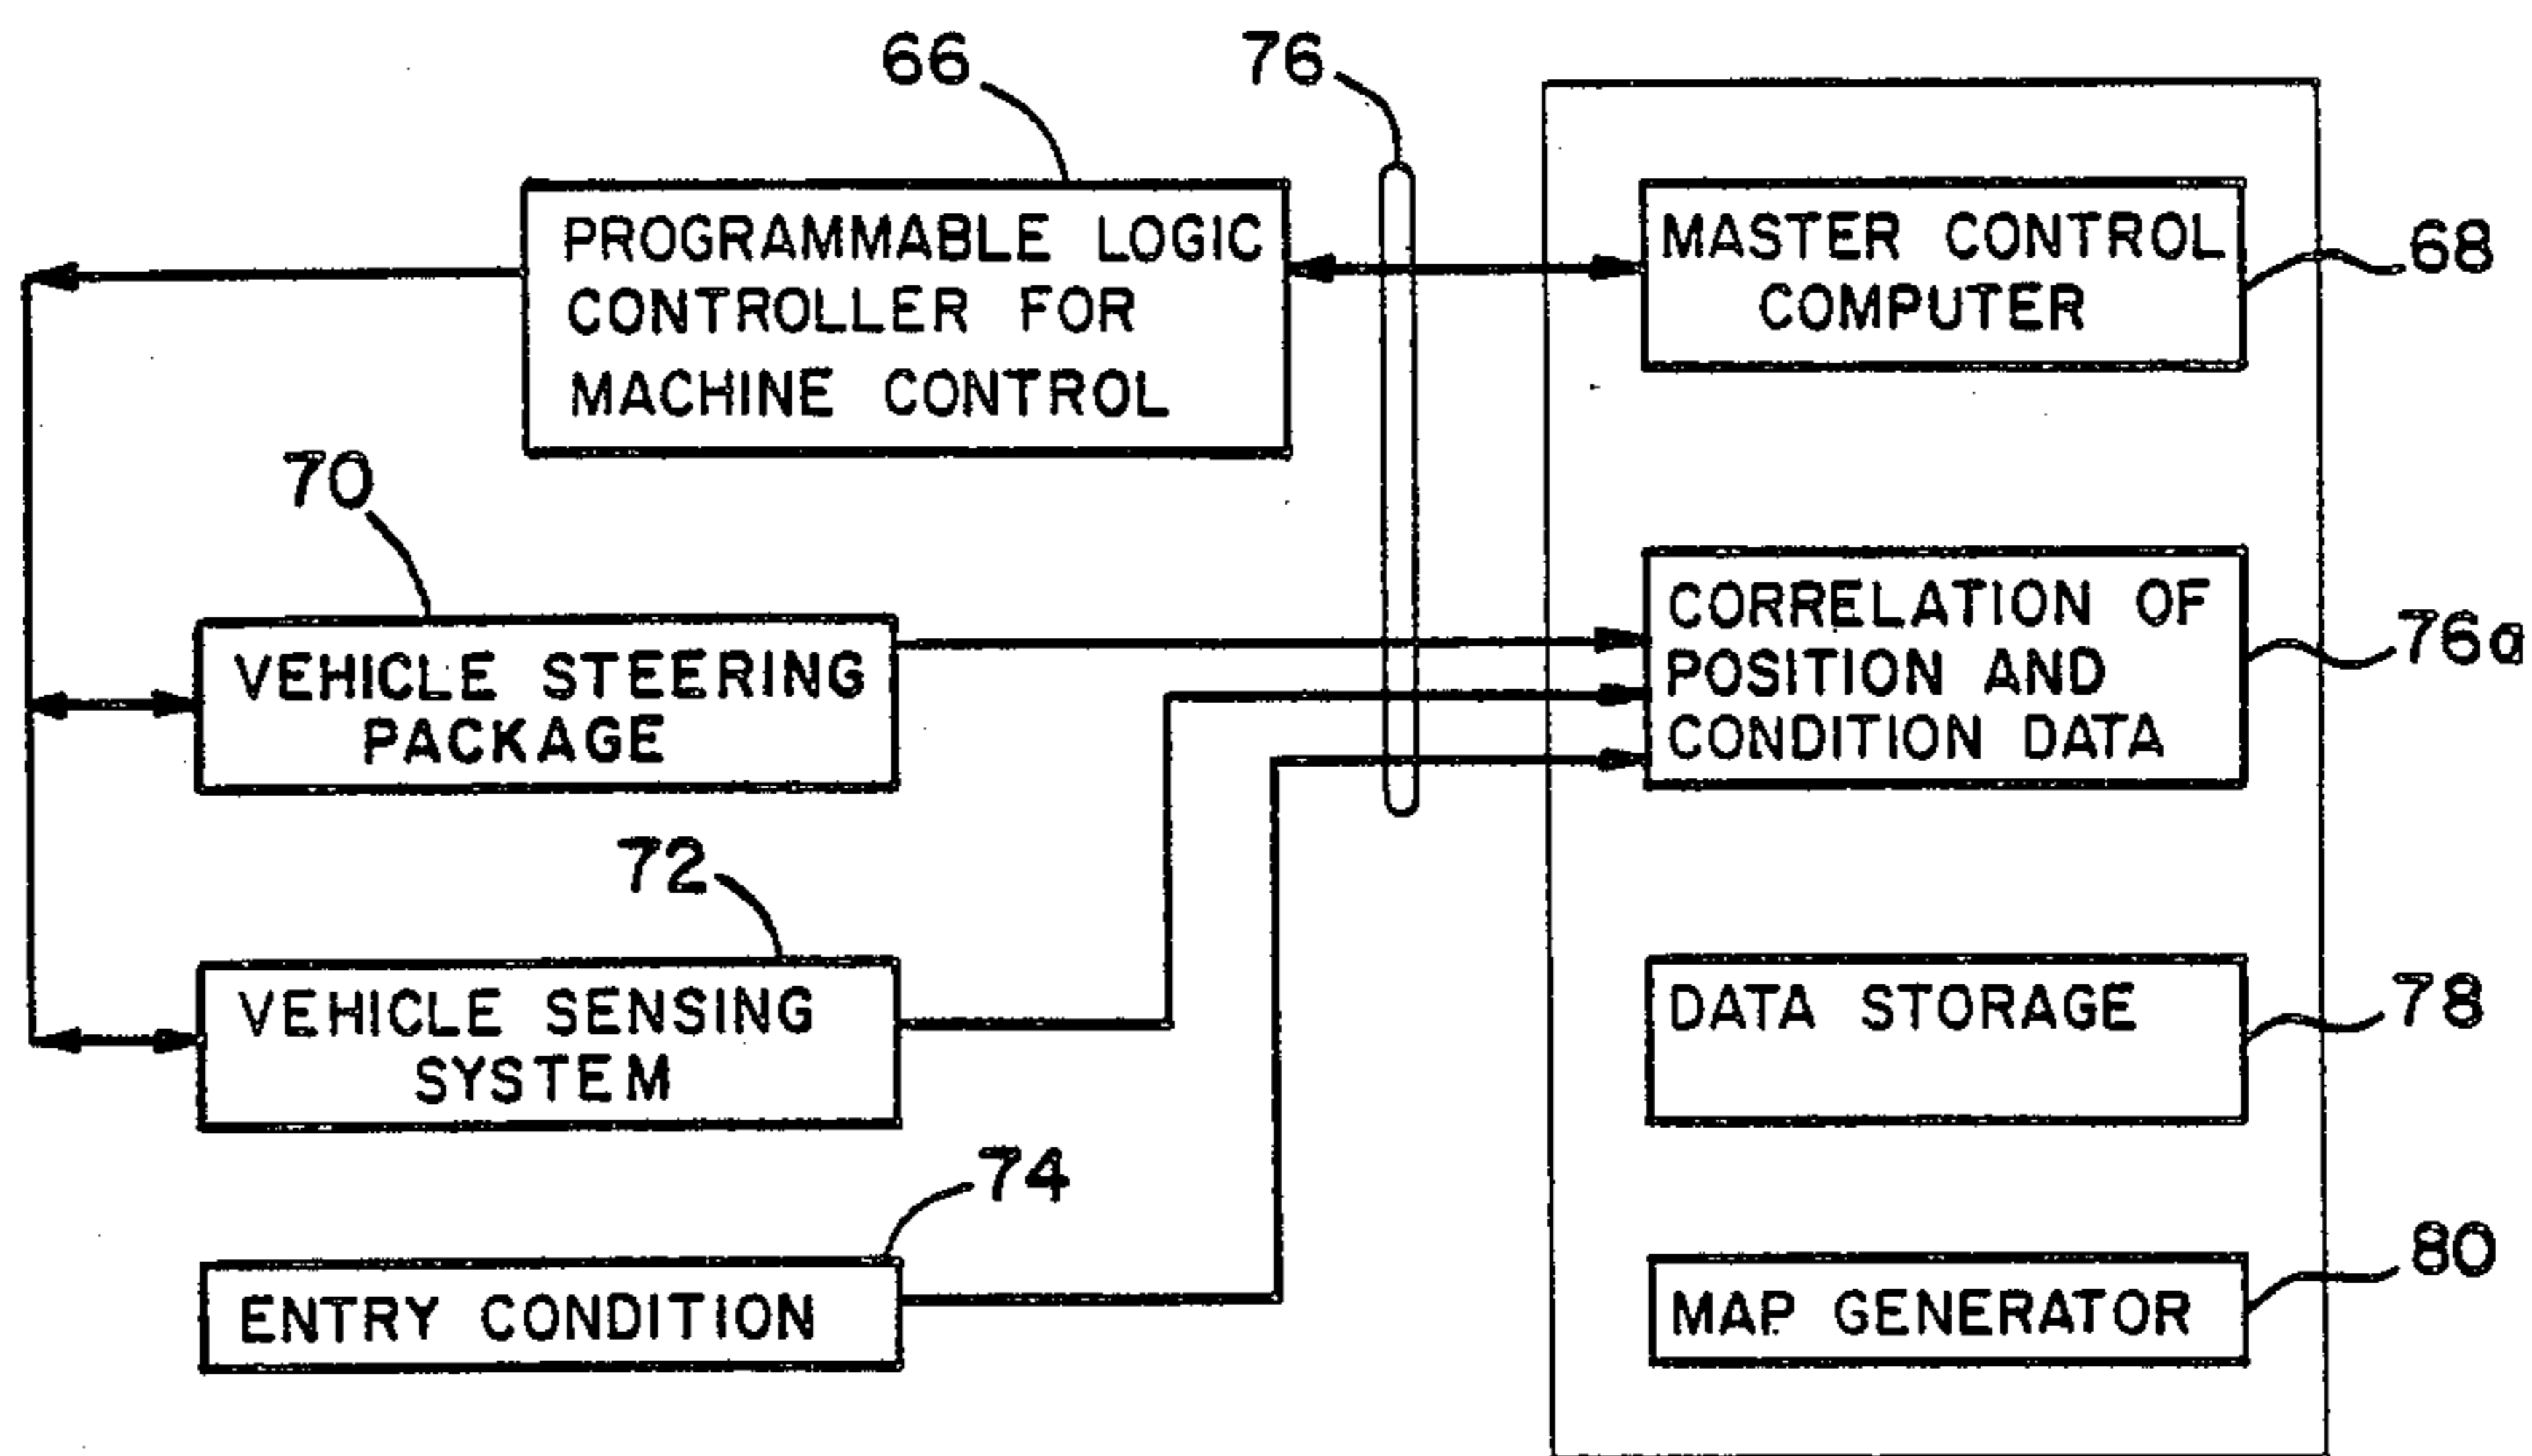 66
76
PROGRAMMABLE LOGIC
CONTROLLER FOR
MACHINE CONTROL
MASTER CONTROL
COMPUTER
68
70
VEHICLE STEERING
PACKAGE
CORRELATION OF
POSITION AND
CONDITION DATA
76a
72
VEHICLE SENSING
SYSTEM
DATA STORAGE
78
74
ENTRY CONDITION
MAP GENERATOR
80